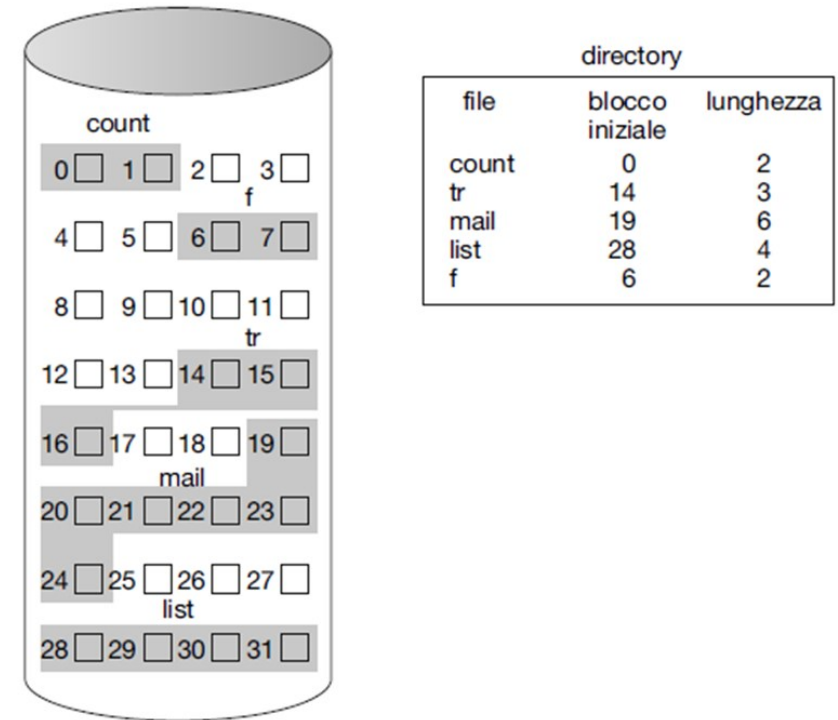 count
0 1 2 3
f
4 5 6 7
8 9 10 11
tr
12 13 14 15
16 17 18 19
mail
20 21 22 23
24 25 26 27
list
28 29 30 31
directory
file blocco iniziale lunghezza
count 0 2
tr 14 3
mail 19 6
list 28 4
f 6 2